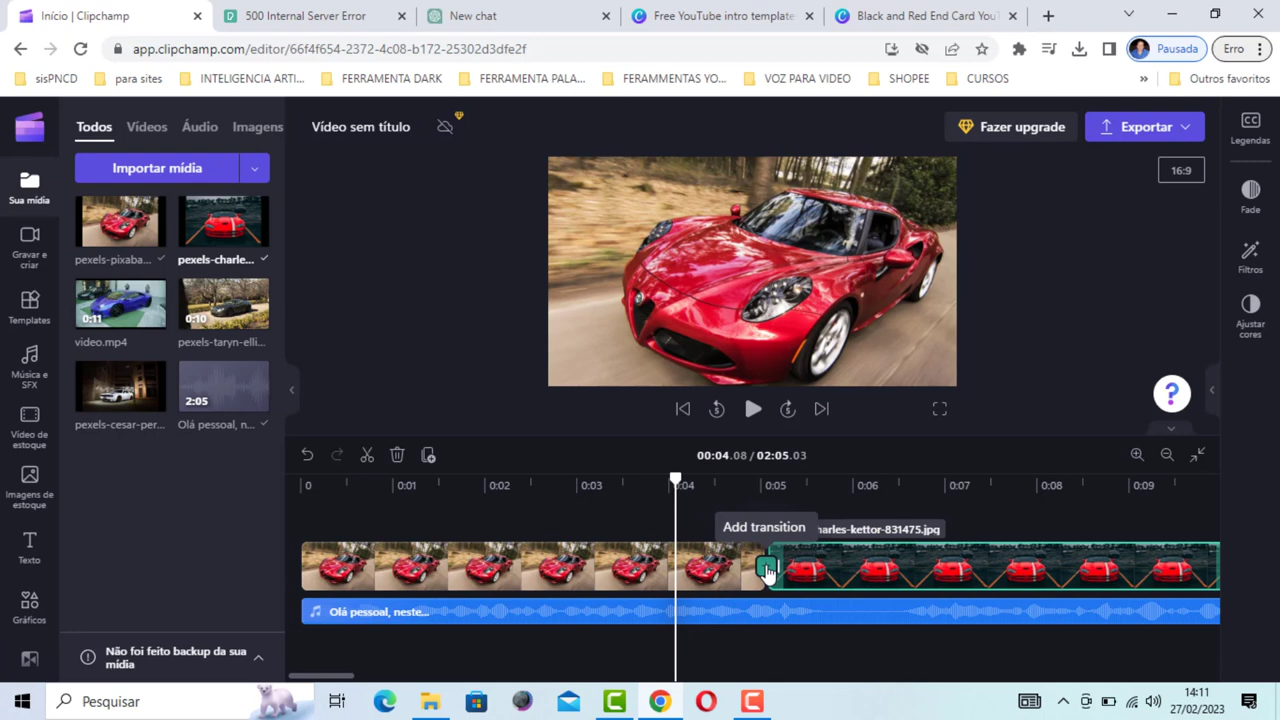 Início | Clipchamp
500 Internal Server Error
New chat
Free YouTube intro template
Black and Red End Card You
app.clipchamp.com/editor/66f4f654-2372-4c08-b172-25302d3dfe2f
Pausada
Erro
sisPNCD
para sites
INTELIGENCIA ARTI...
FERRAMENTA DARK
FERRAMENTA PALA...
FERAMMENTAS YO...
VOZ PARA VIDEO
SHOPEE
CURSOS
»
Outros favoritos
Todos
Vídeos
Áudio
Imagens
Vídeo sem título
Fazer upgrade
Exportar
CC
Legendas
Importar mídia
16:9
Sua mídia
Fade
pexels-pixaba...
pexels-charle...
Gravar e
criar
Filtros
0:11
0:10
Templates
video.mp4
pexels-taryn-elli...
Ajustar
cores
Música e
SFX
2:05
5
5
?
pexels-cesar-per...
Olá pessoal, n...
Vídeo de
estoque
00:04.08 / 02:05.03
Imagens de
estoque
0
0:01
0:02
0:03
0:04
0:05
0:06
0:07
0:08
0:09
Add transition
harles-kettor-831475.jpg
Texto
Olá pessoal, neste...
Gráficos
Não foi feito backup da sua
mídia
Pesquisar
14:11
27/02/2023